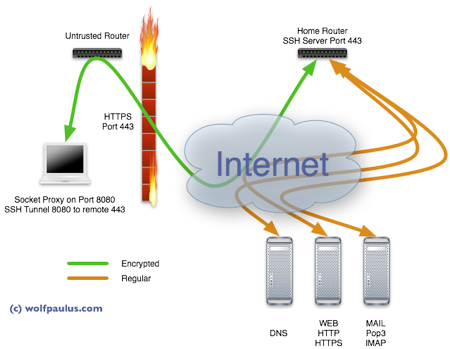 Untrusted Router
Home Router
SSH Server Port 443
HTTPS
Port 443
Internet
Socket Proxy on Port 8080
SSH Tunnel 8080 to remote 443
Encrypted
Regular
(c) wolfpaulus.com
DNS
WEB
HTTP
HTTPS
MAIL
Pop3
IMAP